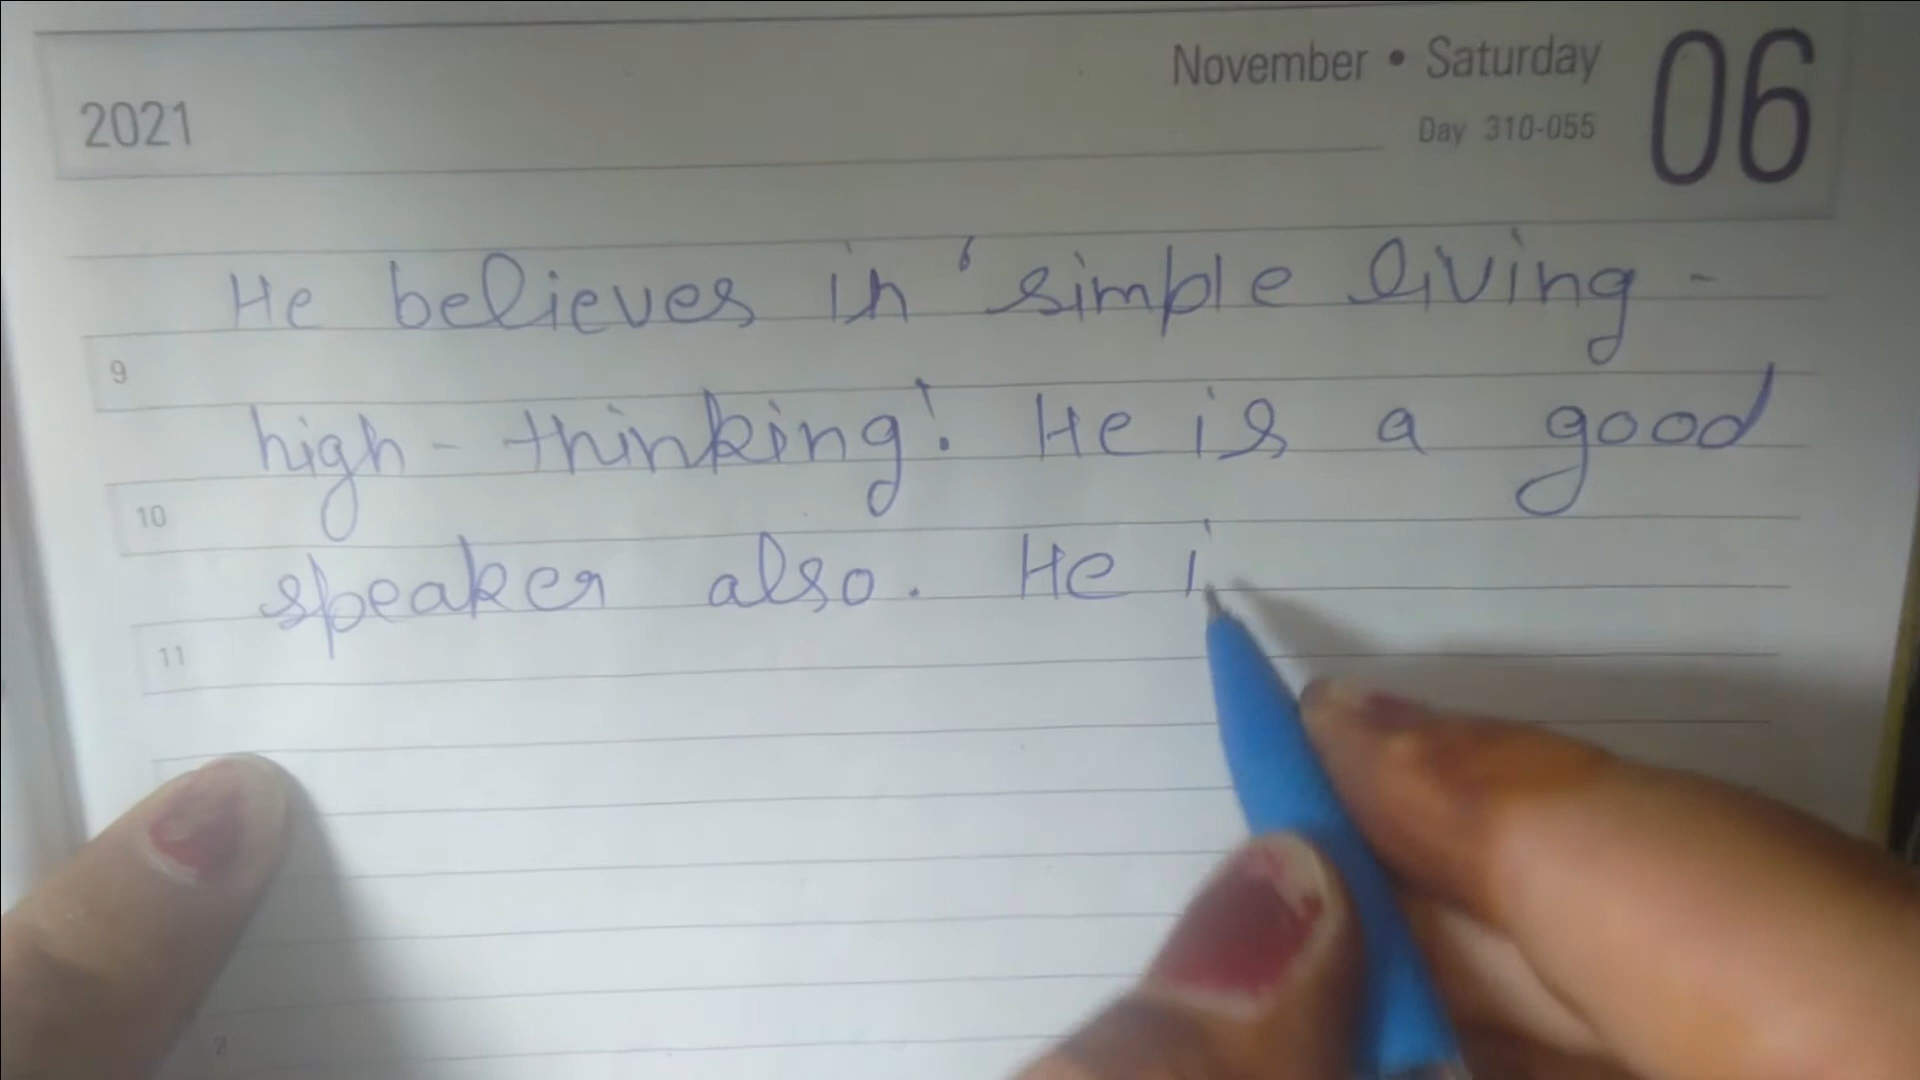 2021
November • Saturday 06
Day 310-055
He believes in 'simple living -
high - thinking'. He is a good
speaker also. He i
9
10
11
2